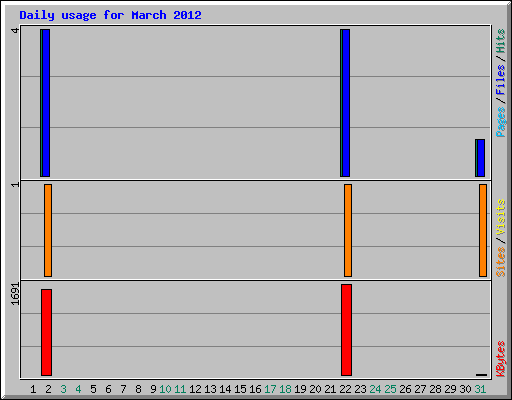 Daily usage for March 2012
4
Pages / Files / Hits
1
Sites / Visits
1691
KBytes
1 2 3 4 5 6 7 8 9 10 11 12 13 14 15 16 17 18 19 20 21 22 23 24 25 26 27 28 29 30 31